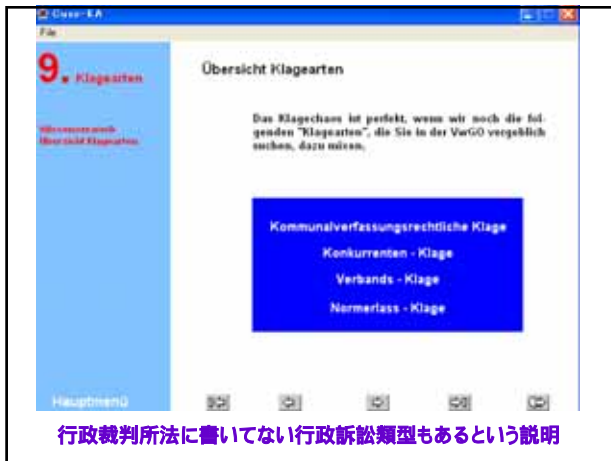 File
9. Klagearten
Übersicht Klagearten
Übersicht Klagearten
Das Klagechaos ist perfekt, wenn wir noch die fol-
genden "Klagearten", die Sie in der VwGO vergeblich
suchen, dazu mixen.
Kommunalverfassungsrechtliche Klage
Konkurrenten - Klage
Verbands - Klage
Normerlass - Klage
Hauptmenü
行政裁判所法に書いてない行政訴訟類型もあるという説明